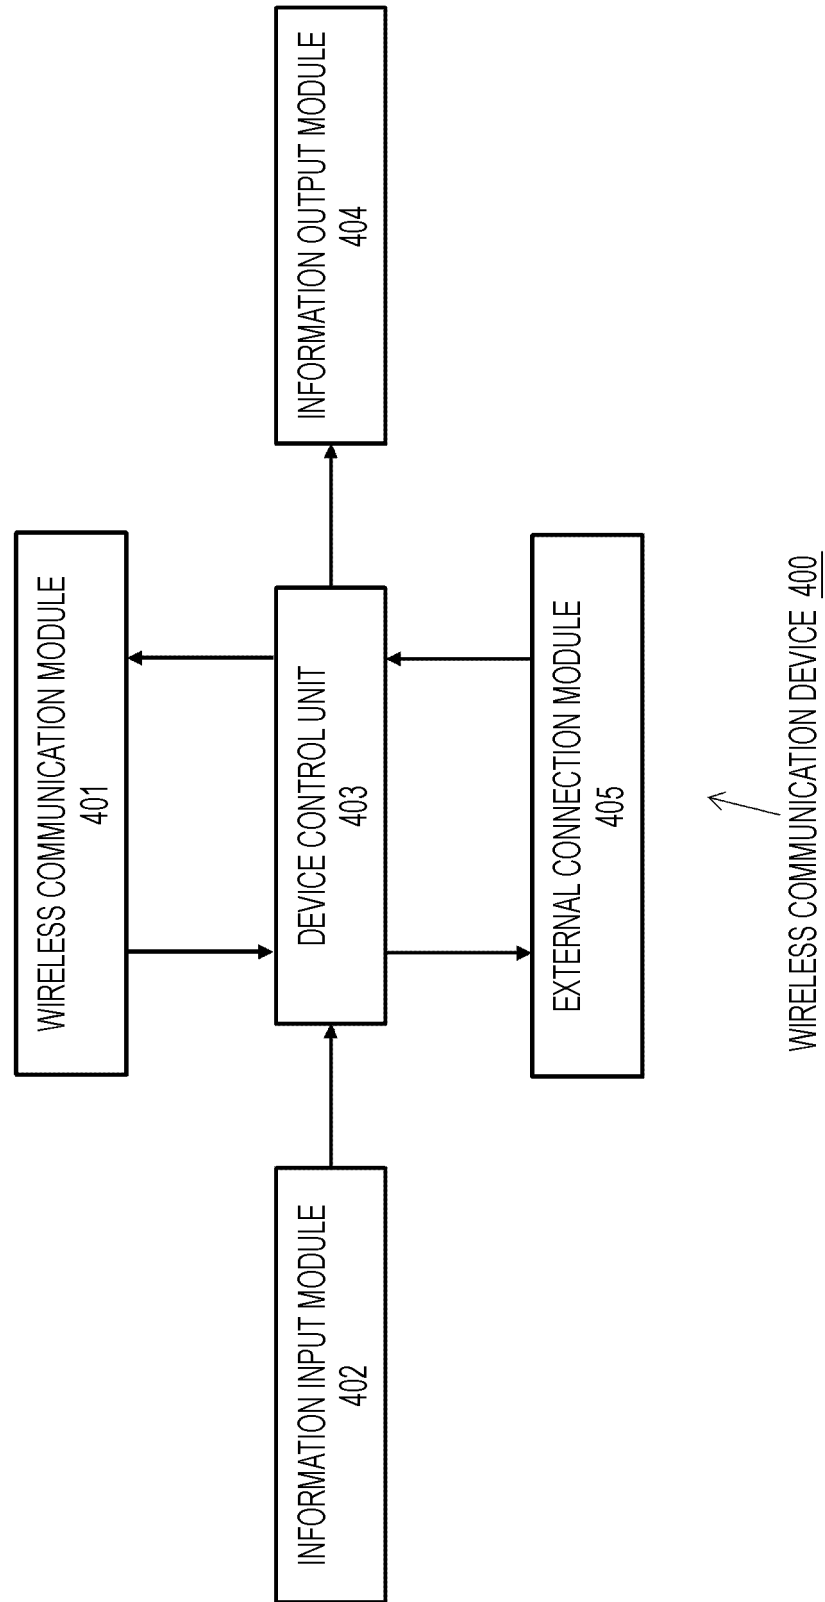 WIRELESS COMMUNICATION MODULE
401
INFORMATION INPUT MODULE
402
DEVICE CONTROL UNIT
403
INFORMATION OUTPUT MODULE
404
EXTERNAL CONNECTION MODULE
405
WIRELESS COMMUNICATION DEVICE 400